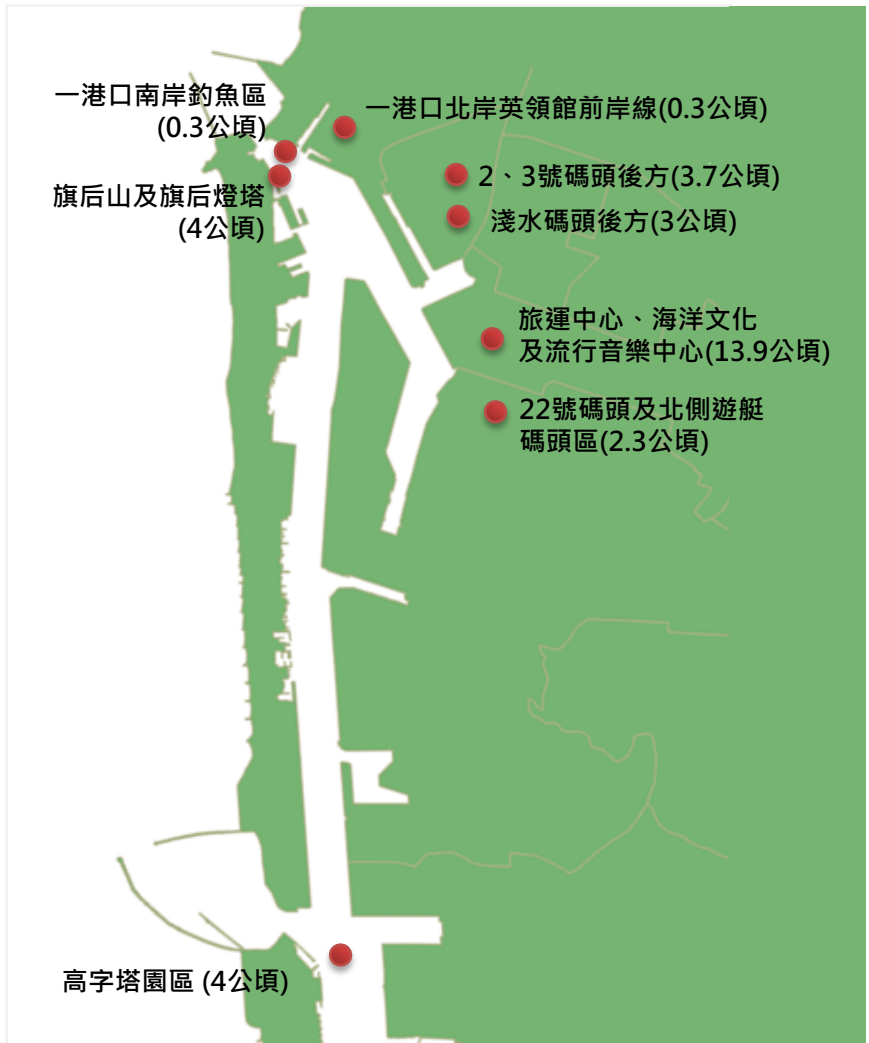 一港口南岸釣魚區
(0.3公頃)
一港口北岸英領館前岸線(0.3公頃)
旗后山及旗后燈塔
(4公頃)
2、3號碼頭後方(3.7公頃)
淺水碼頭後方(3公頃)
旅運中心、海洋文化
及流行音樂中心(13.9公頃)
22號碼頭及北側遊艇
碼頭區(2.3公頃)
高字塔園區 (4公頃)